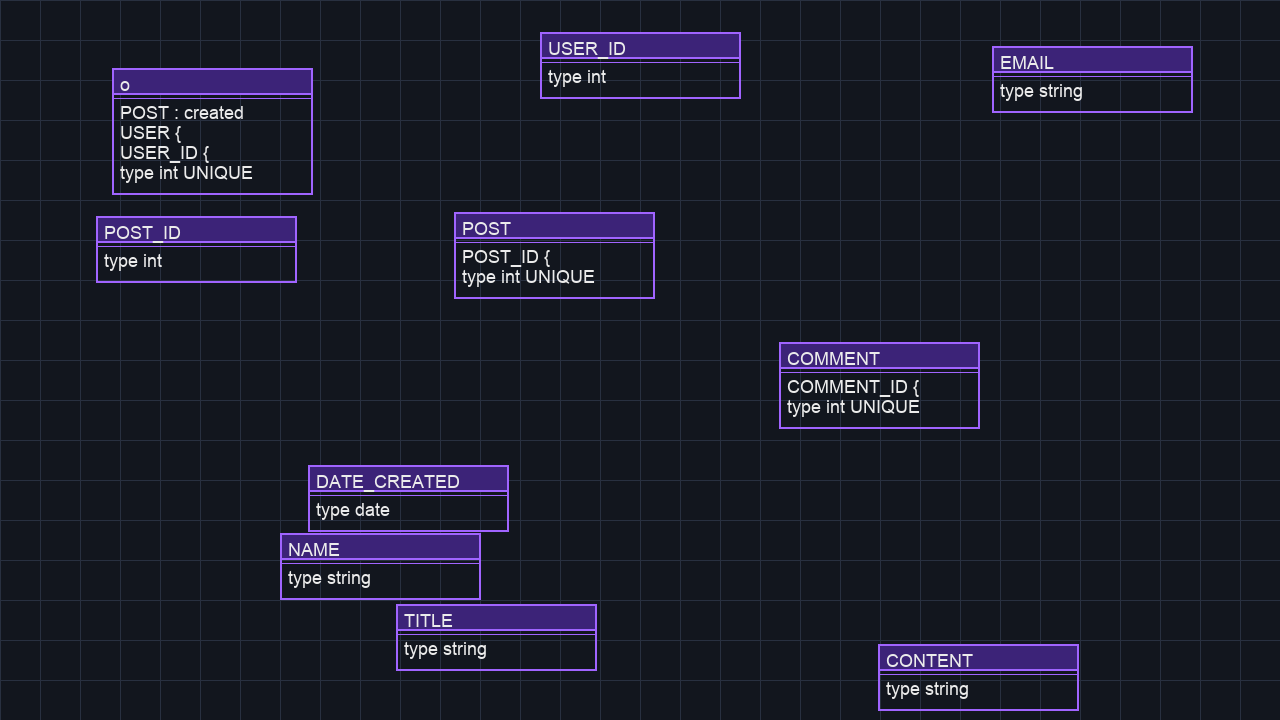 USER_ID
type int
EMAIL
type string
o
POST : created
USER {
USER_ID {
type int UNIQUE
POST_ID
type int
POST
POST_ID {
type int UNIQUE
COMMENT
COMMENT_ID {
type int UNIQUE
DATE_CREATED
type date
NAME
type string
TITLE
type string
CONTENT
type string